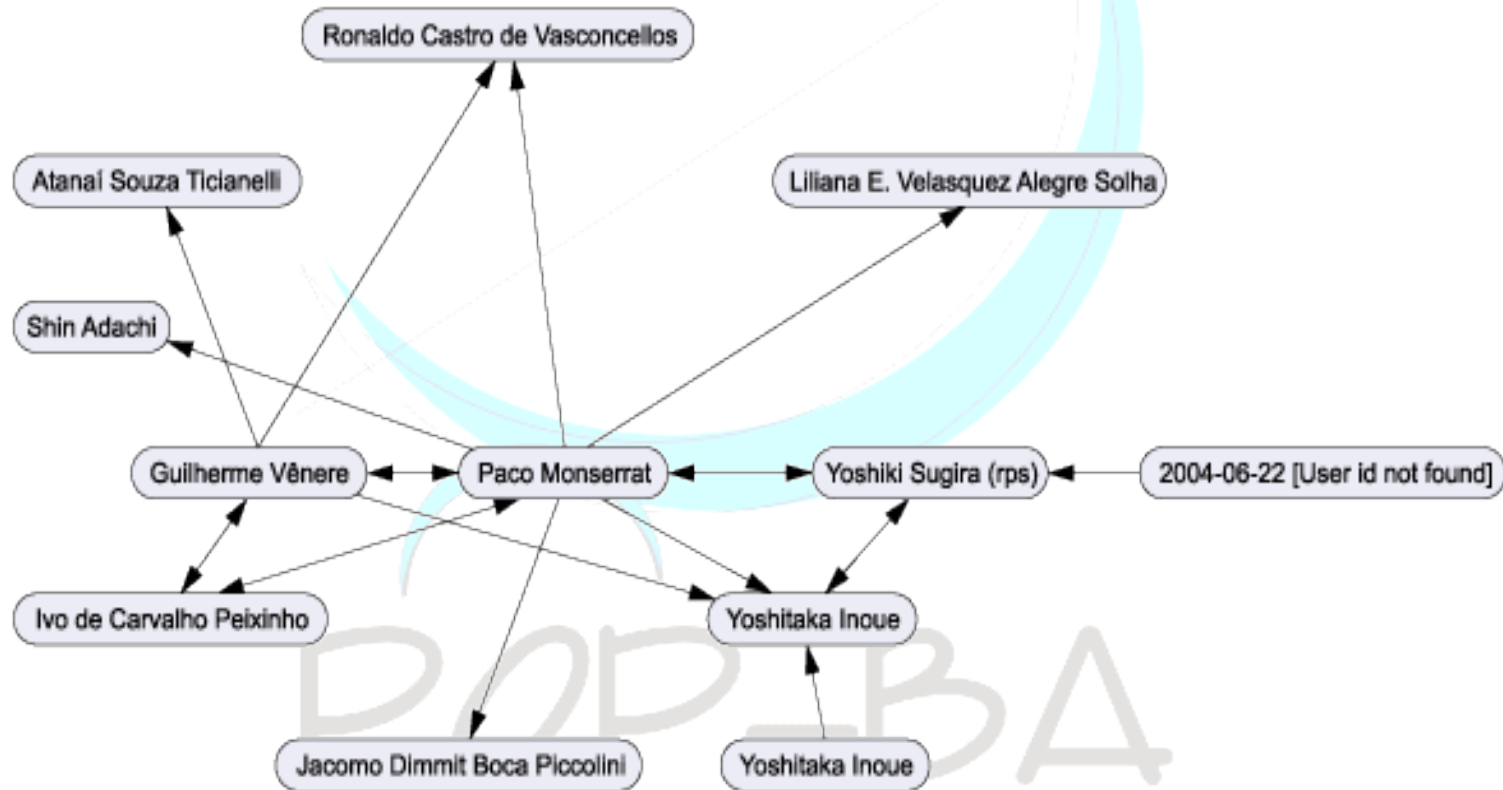 Ronaldo Castro de Vasconcellos
Atanaí Souza Ticianelli
Liliana E. Velasquez Alegre Solha
Shin Adachi
Guilherme Vênere
Paco Monserrat
Yoshiki Sugira (rps)
2004-06-22 [User id not found]
Ivo de Carvalho Peixinho
Yoshitaka Inoue
Jacomo Dimmit Boca Piccolini
Yoshitaka Inoue
POP-BA